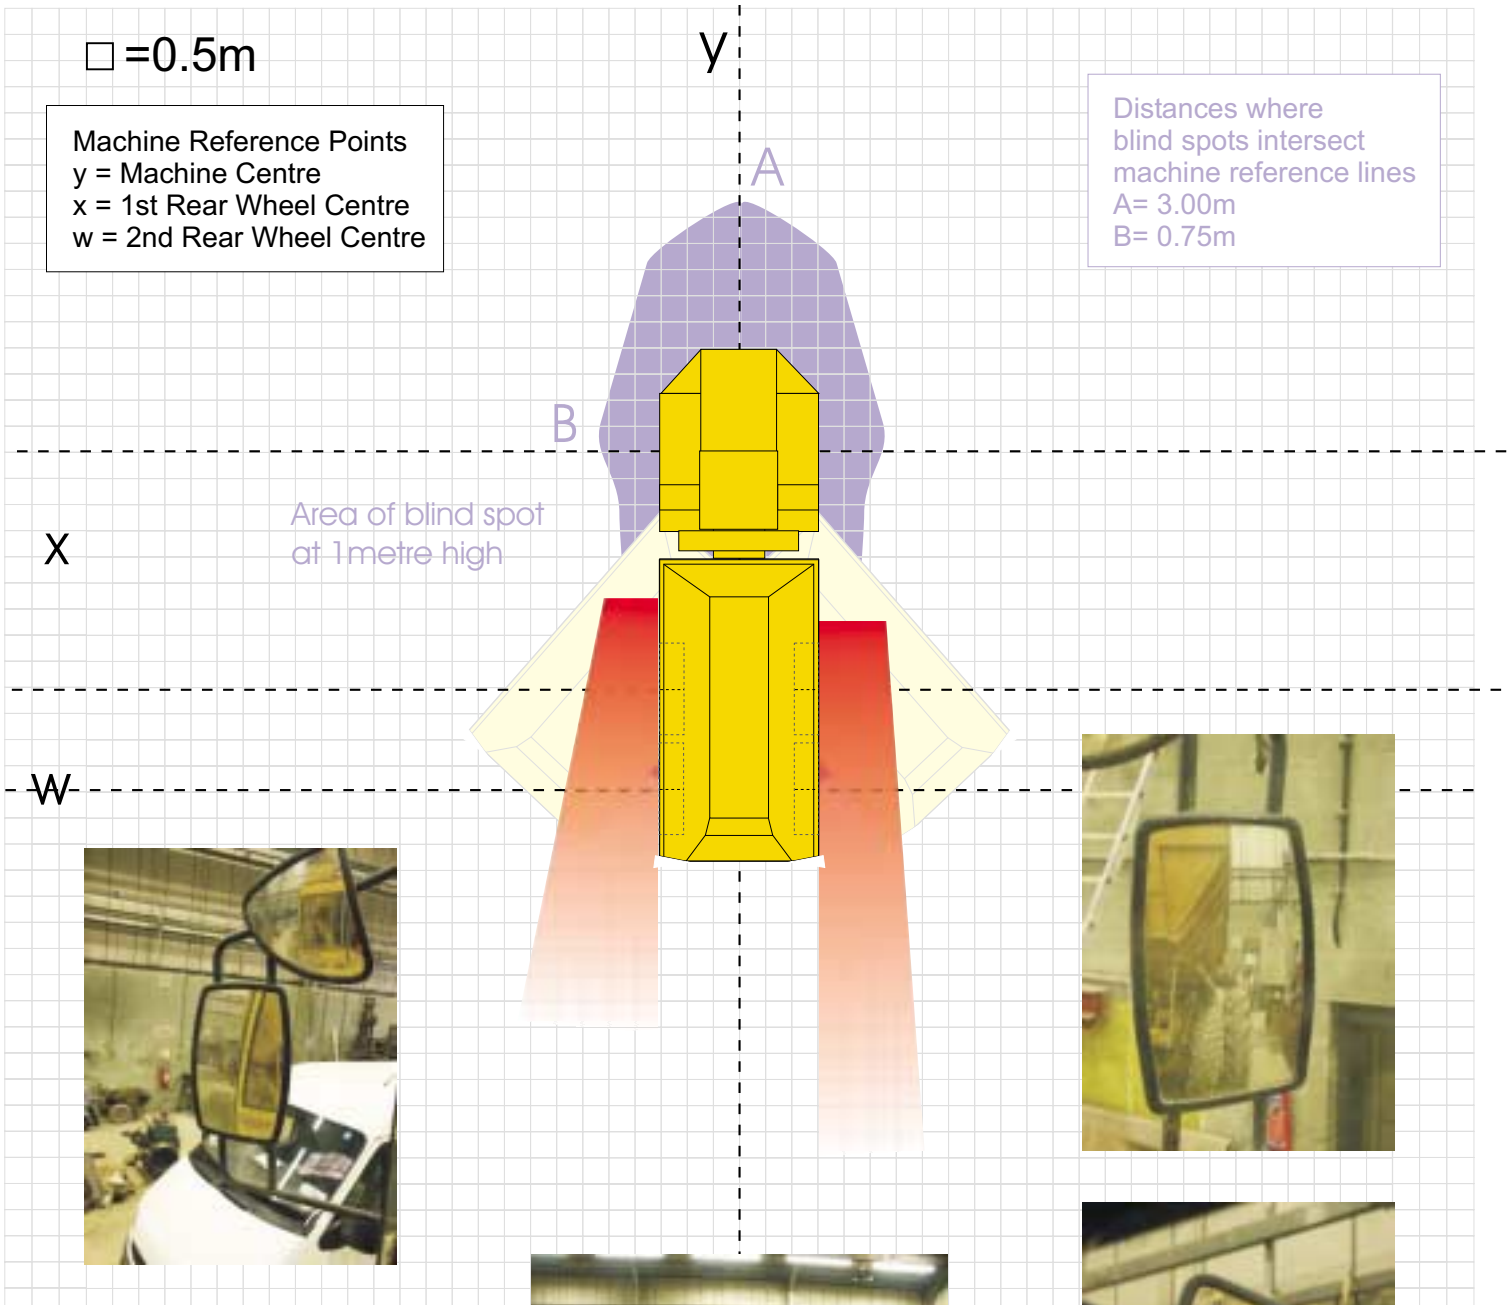 □ =0.5m
y
Machine Reference Points
y = Machine Centre
x = 1st Rear Wheel Centre
w = 2nd Rear Wheel Centre
Distances where
blind spots intersect
machine reference lines
A= 3.00m
B= 0.75m
A
B
Area of blind spot
at 1metre high
x
w